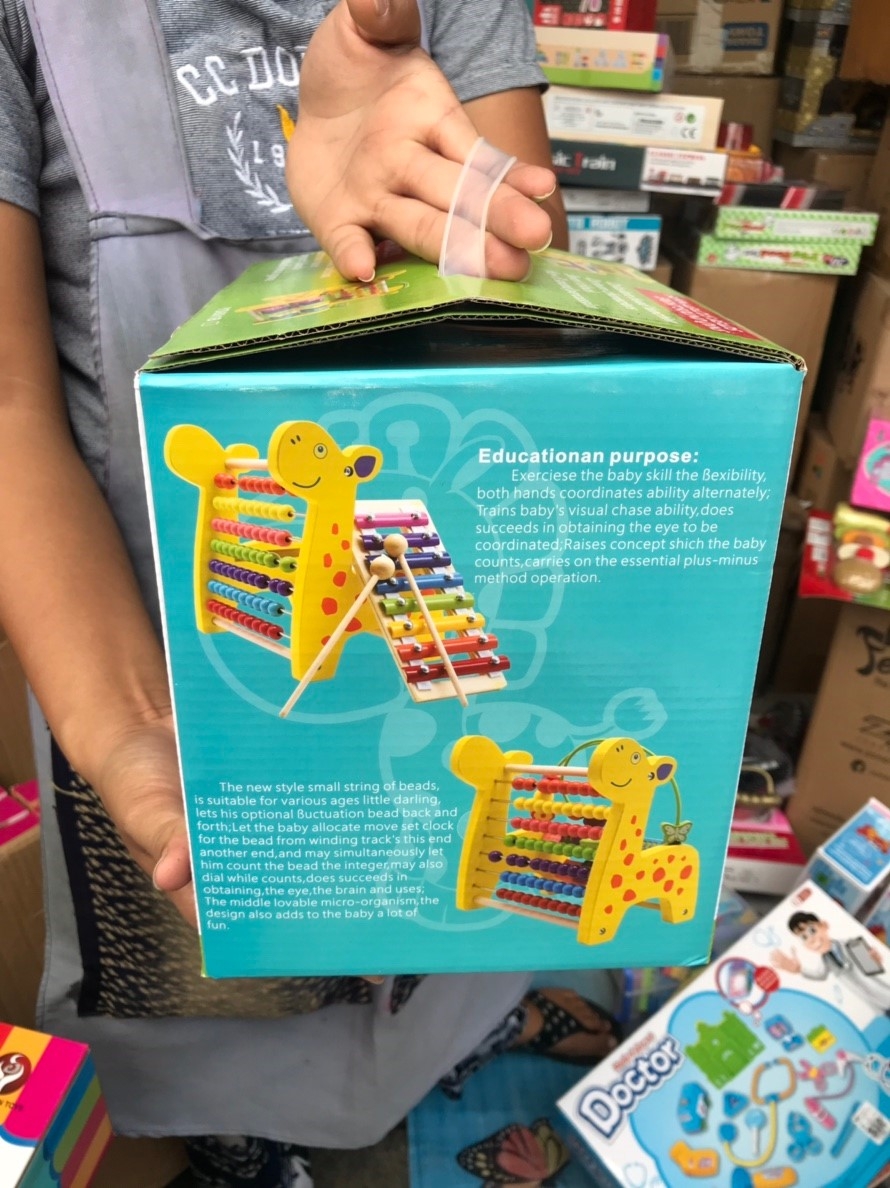 CC DO
19
Educationan purpose:
Exerciese the baby skill the ßexibility,
both hands coordinates ability alternately;
Trains baby's visual chase ability,does
succeeds in obtaining the eye to be
coordinated;Raises concept shich the baby
counts,carries on the essential plus-minus
method operation.
The new style small string of beads,
is suitable for various ages little darling,
lets his optional ßuctuation bead back and
forth;Let the baby allocate move set clock
for the bead from winding track's this end
another end,and may simultaneously let
him count the bead the integer,may also
dial while counts,does succeeds in
obtaining,the eye,the brain and uses;
The middle lovable micro-organism,the
design also adds to the baby a lot of
fun.
Doctor